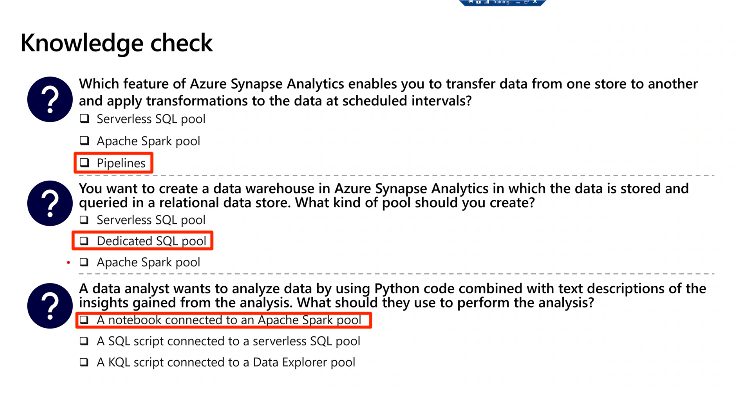 Knowledge check
Which feature of Azure Synapse Analytics enables you to transfer data from one store to another
and apply transformations to the data at scheduled intervals?
Serverless SQL pool
Apache Spark pool
Pipelines
You want to create a data warehouse in Azure Synapse Analytics in which the data is stored and
queried in a relational data store. What kind of pool should you create?
Serverless SQL pool
Dedicated SQL pool
Apache Spark pool
A data analyst wants to analyze data by using Python code combined with text descriptions of the
insights gained from the analysis. What should they use to perform the analysis?
A notebook connected to an Apache Spark pool
A SQL script connected to a serverless SQL pool
A KQL script connected to a Data Explorer pool